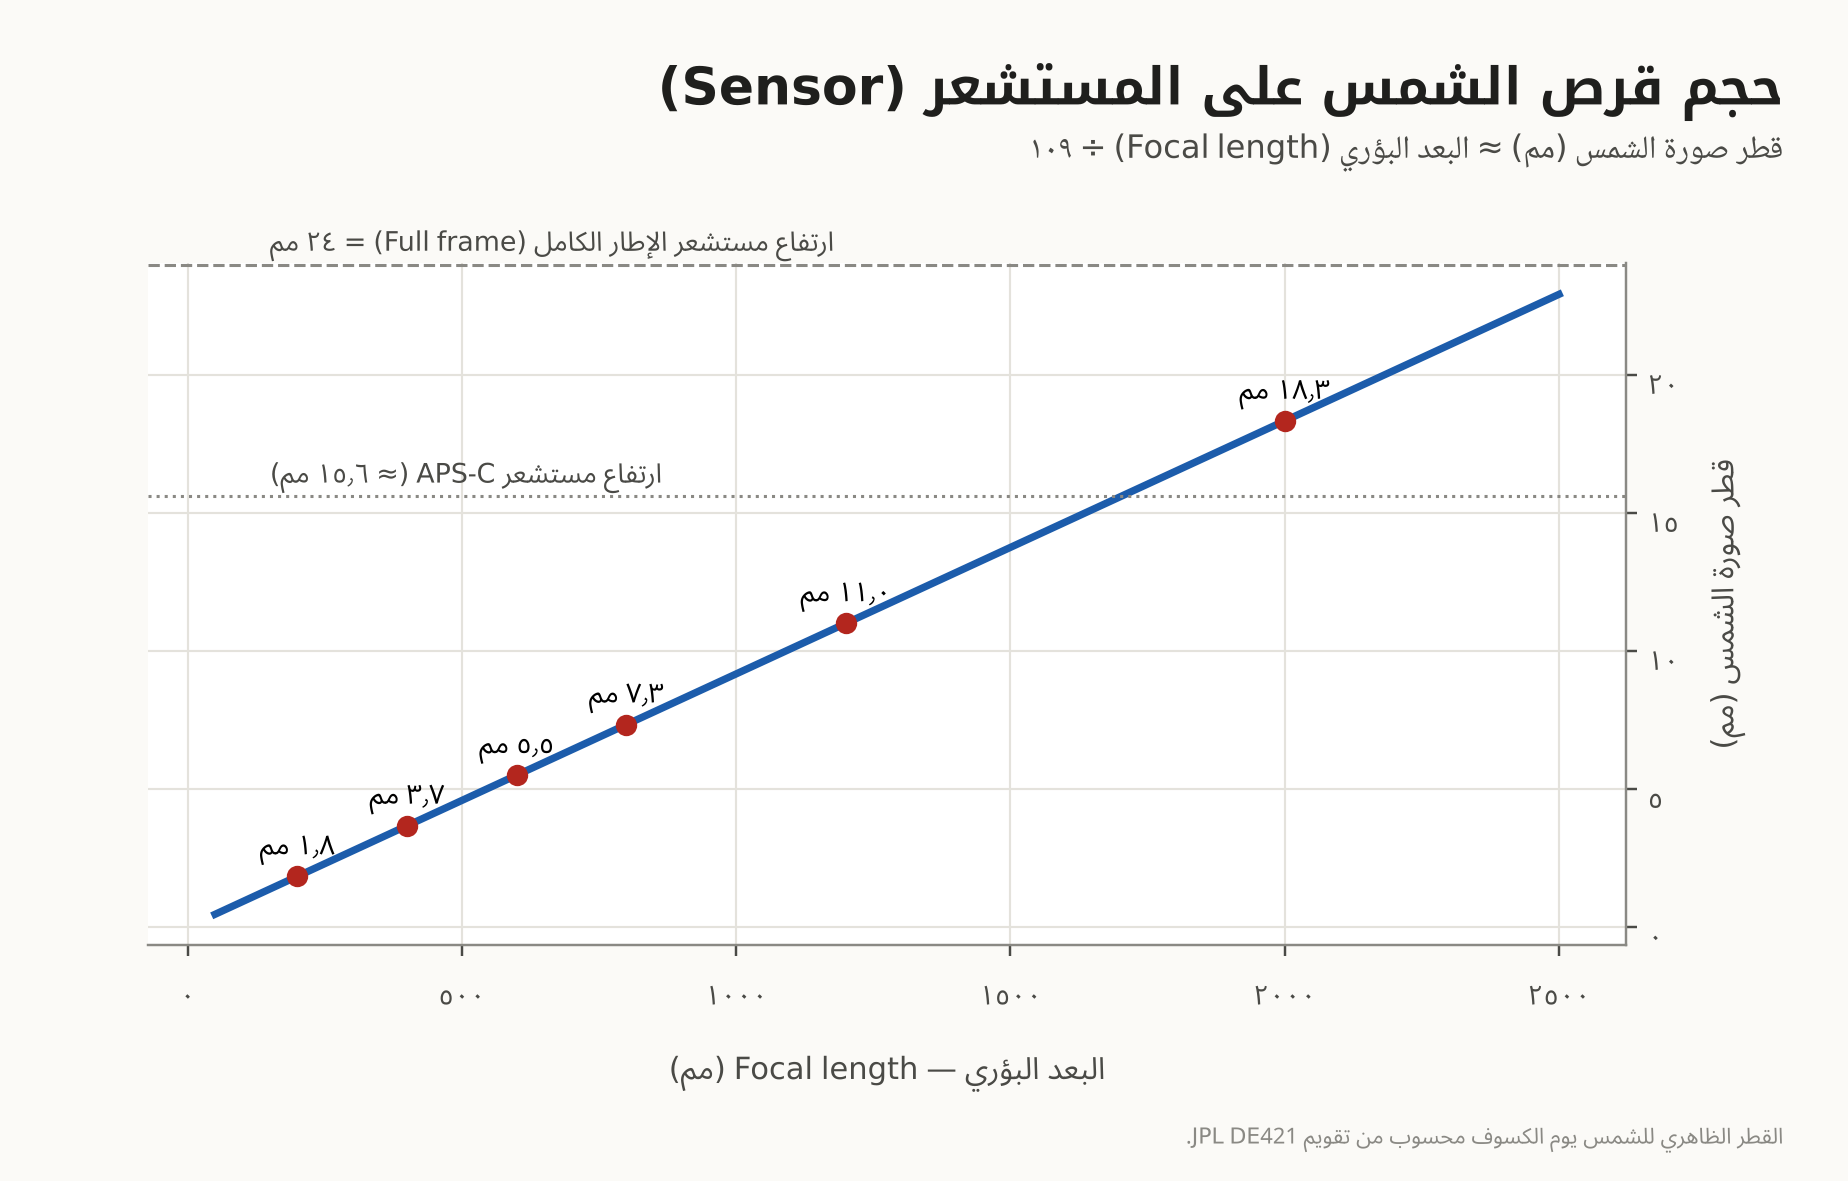 حجم قرص الشمس على المستشعر (Sensor)
قطر صورة الشمس (مم) ≈ البعد البؤري (Focal length) ÷ ١٠٩
ارتفاع مستشعر الإطار الكامل (Full frame) = ٢٤ مم
٢٠
١٨٫٣ مم
ارتفاع مستشعر APS-C (≈ ١٥٫٦ مم)
١٥
قطر صورة الشمس (مم)
١١٫٠ مم
١٠
٧٫٣ مم
٥٫٥ مم
٣٫٧ مم
٥
١٫٨ مم
٠
٠ ٥٠٠ ١٠٠٠ ١٥٠٠ ٢٠٠٠ ٢٥٠٠
البعد البؤري — Focal length (مم)
القطر الظاهري للشمس يوم الكسوف محسوب من تقويم JPL DE421.